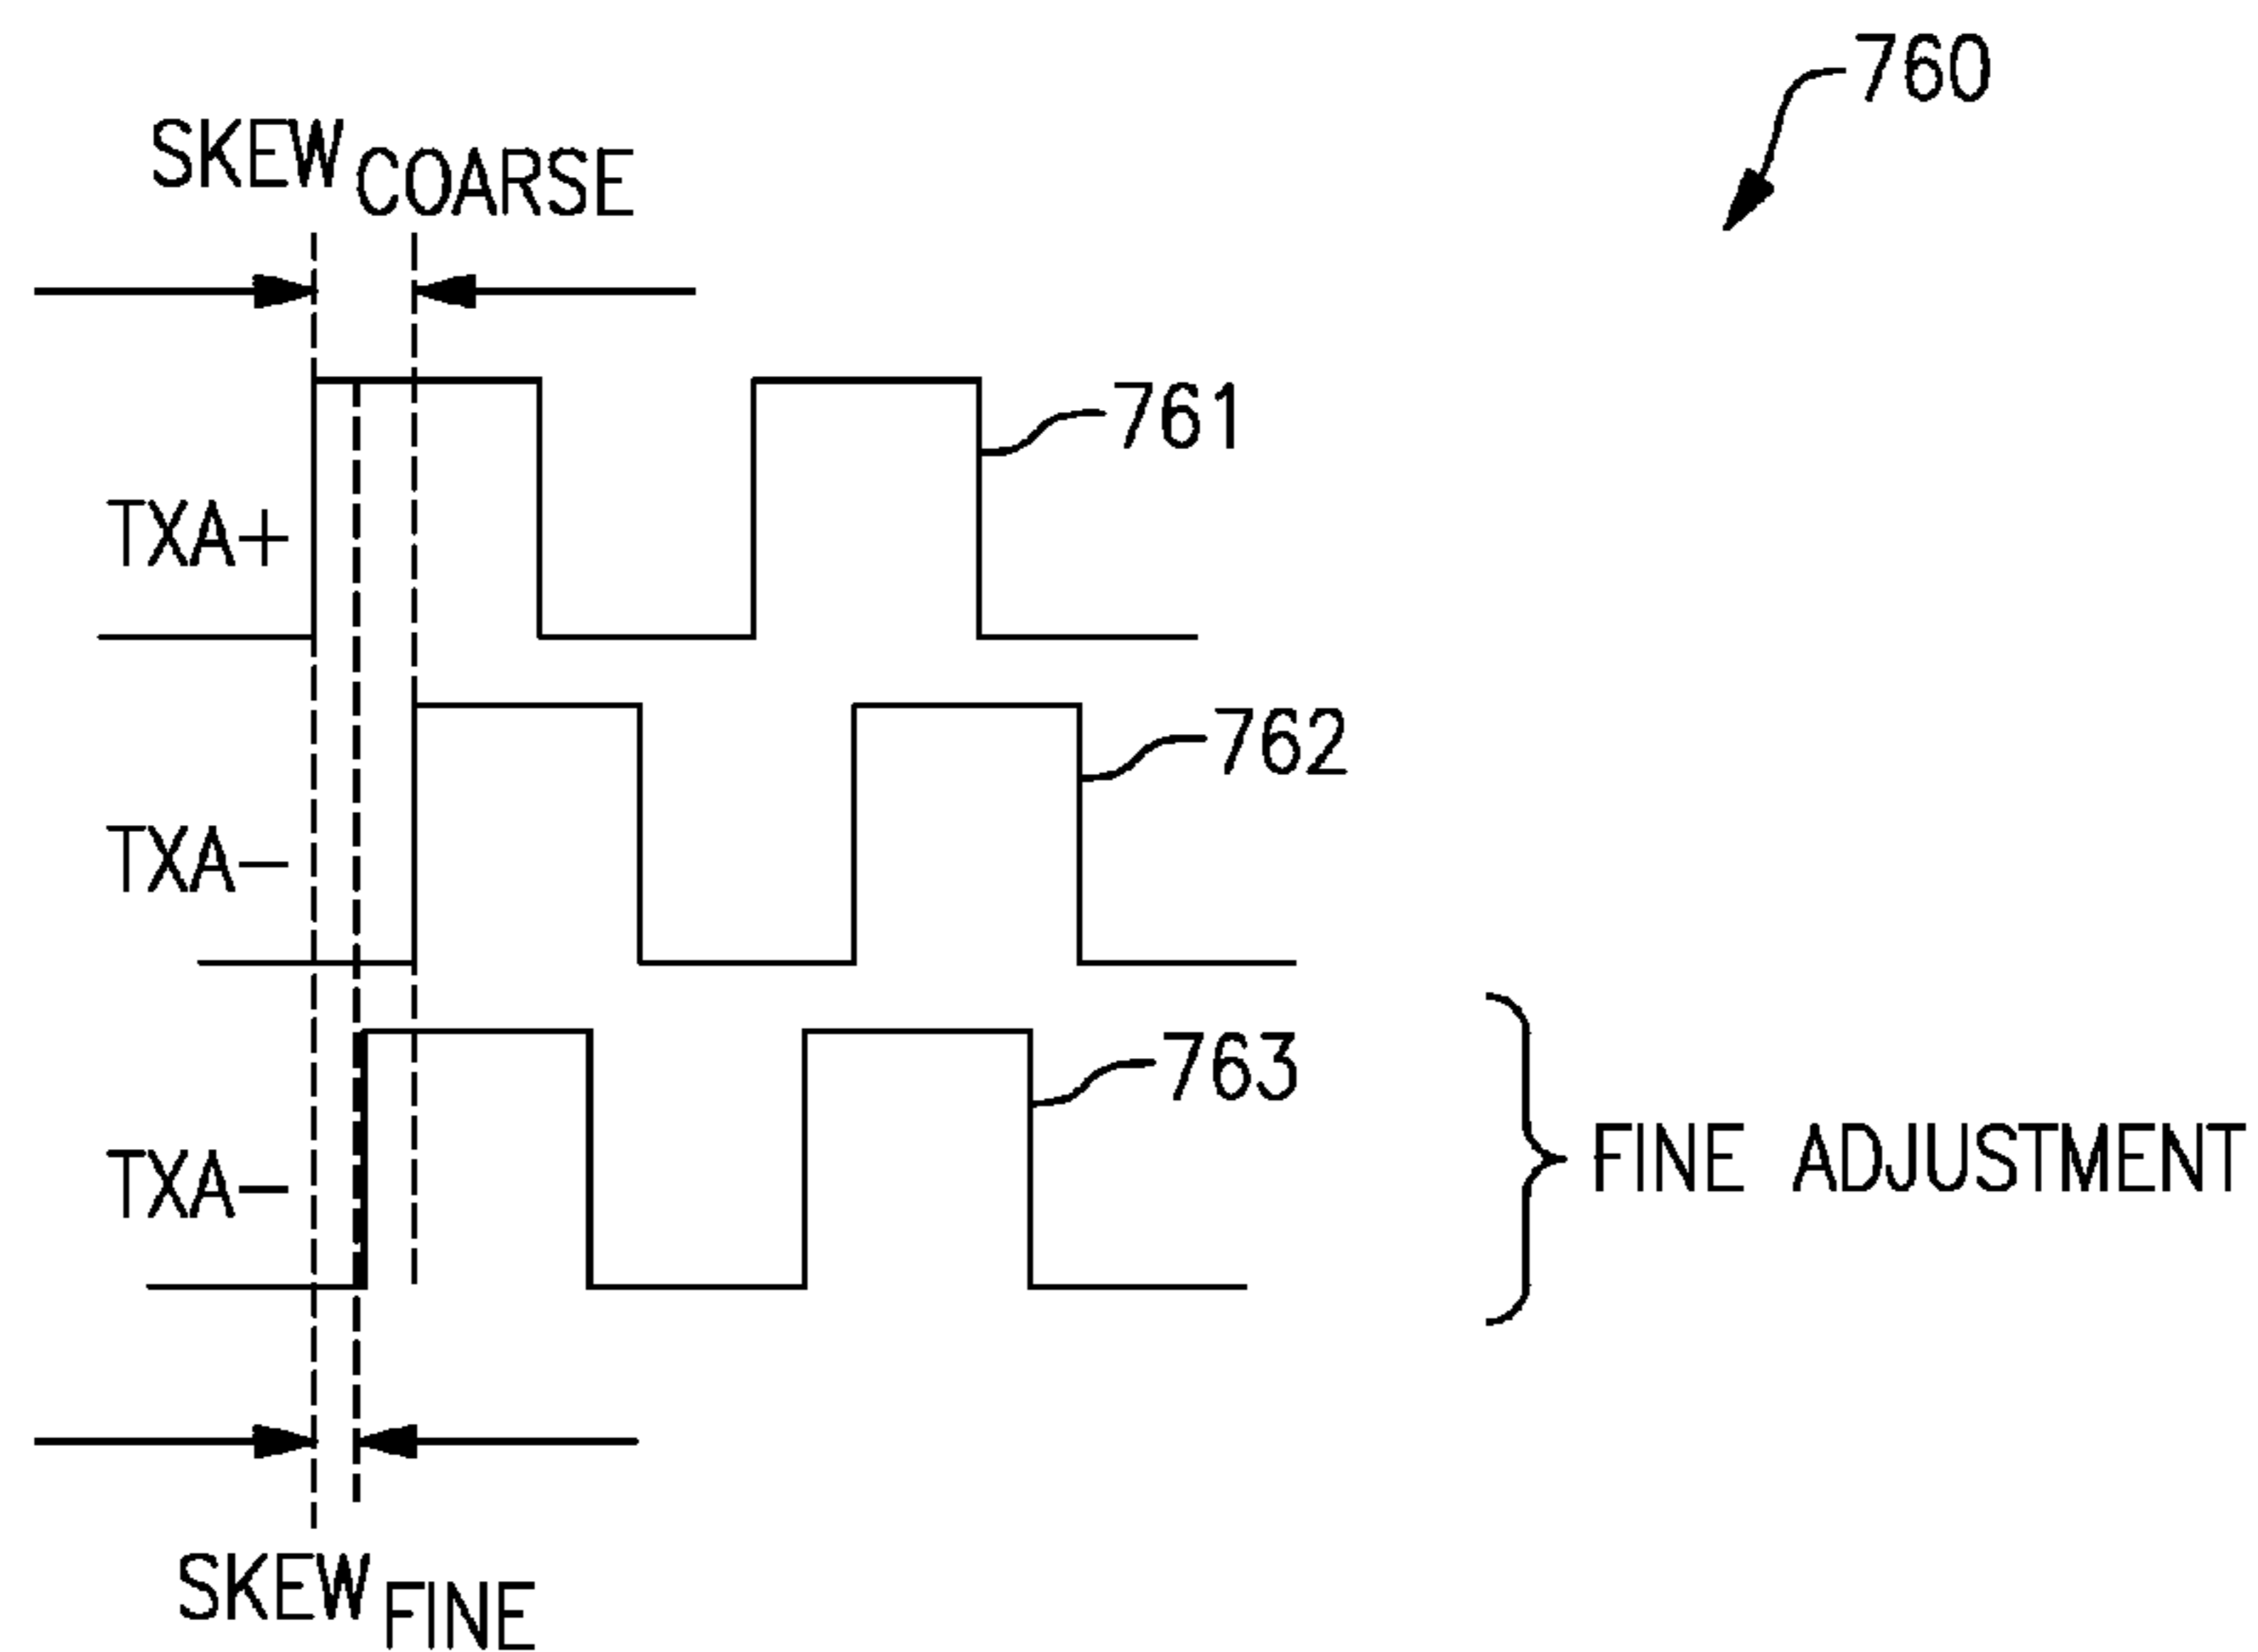 760
SKEW COARSE
761
TXA+
762
TXA−
763
TXA−
FINE ADJUSTMENT
SKEW FINE